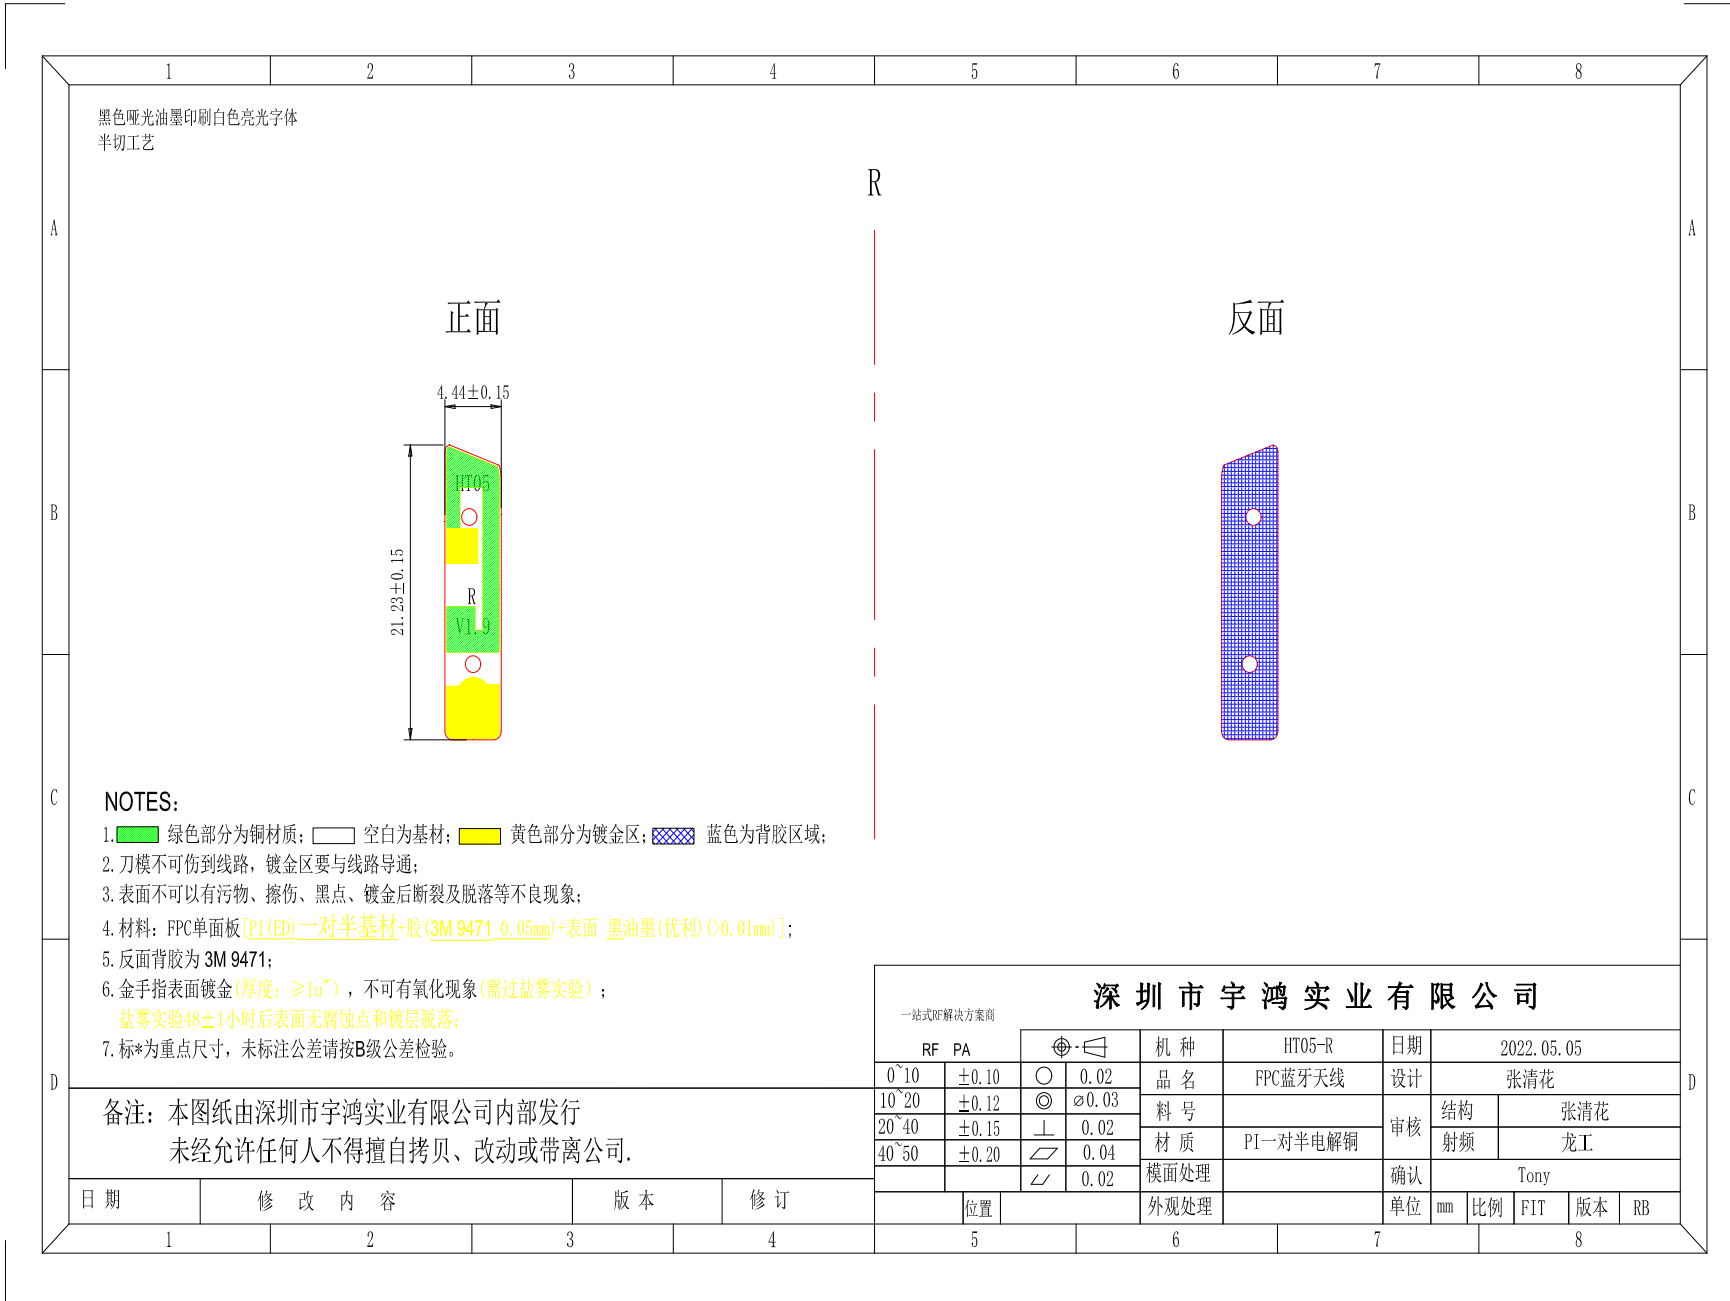 1 2 3 4 5 6 7 8
黑色哑光油墨印刷白色亮光字体
半切工艺
R
A A
正面 反面
4.44±0.15
HT05
B B
21.23±0.15
R
V1.9
C C
NOTES:
1. 绿色部分为铜材质; 空白为基材; 黄色部分为镀金区; 蓝色为背胶区域;
2.刀模不可伤到线路，镀金区要与线路导通;
3.表面不可以有污物、擦伤、黑点、镀金后断裂及脱落等不良现象;
4.材料：FPC单面板[PI(ED)一对半基材+胶(3M 9471 0.05mm)+表面 黑油墨(优利)(>0.01mm)];
5.反面背胶为 3M 9471;
6.金手指表面镀金(厚度：≥1u")，不可有氧化现象(需过盐雾实验);
盐雾实验48±1小时后表面无腐蚀点和镀层脱落;
7.标*为重点尺寸，未标注公差请按B级公差检验。
D D
备注：本图纸由深圳市宇鸿实业有限公司内部发行
未经允许任何人不得擅自拷贝、改动或带离公司.
日期 修改内容 版本 修订
深圳市宇鸿实业有限公司
一站式RF解决方案商
RF PA 机种 HT05-R 日期 2022.05.05
0~10 ±0.10 0.02 品名 FPC蓝牙天线 设计 张清花
10~20 ±0.12 ⌀0.03 料号 审核 结构 张清花
20~40 ±0.15 0.02 材质 PI一对半电解铜 射频 龙工
40~50 ±0.20 0.04 模面处理 确认 Tony
0.02
位置 外观处理 单位 mm 比例 FIT 版本 RB
1 2 3 4 5 6 7 8